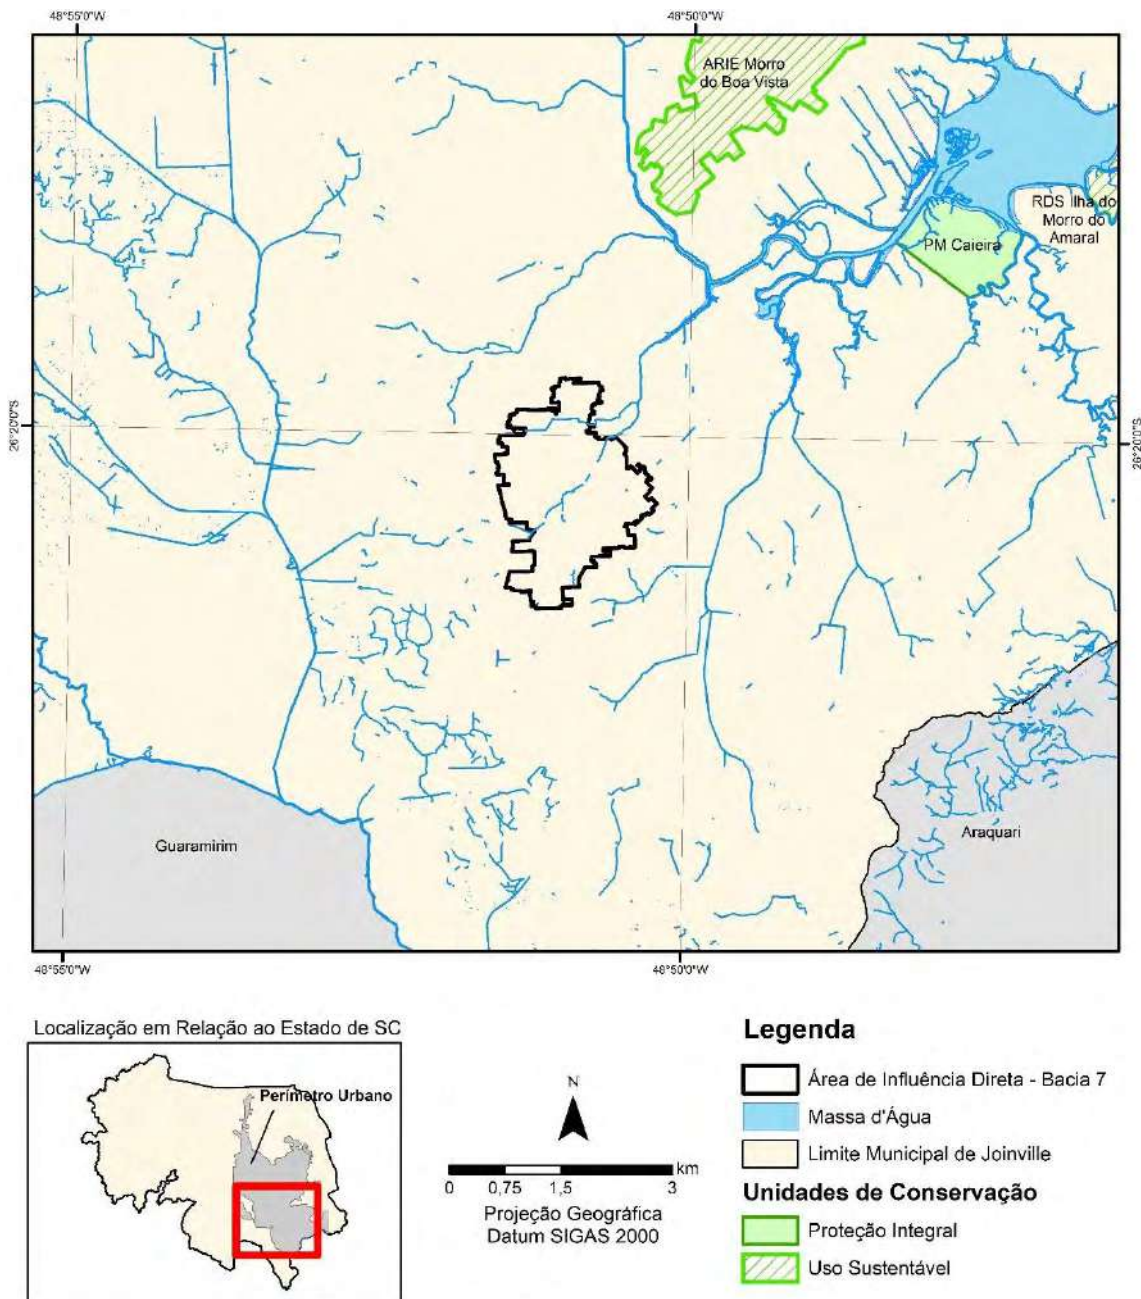 48°55'0"W
48°50'0"W
ARIE Morro
do Boa Vista
RDS Ilha do
Morro do
Amaral
PM Caieira
26°20'0"S
26°20'0"S
Guaramirim
Araquari
48°55'0"W
48°50'0"W
Localização em Relação ao Estado de SC
Perímetro Urbano
N
km
0 0,75 1,5 3
Projeção Geográfica
Datum SIGAS 2000
Legenda
Área de Influência Direta - Bacia 7
Massa d'Água
Limite Municipal de Joinville
Unidades de Conservação
Proteção Integral
Uso Sustentável